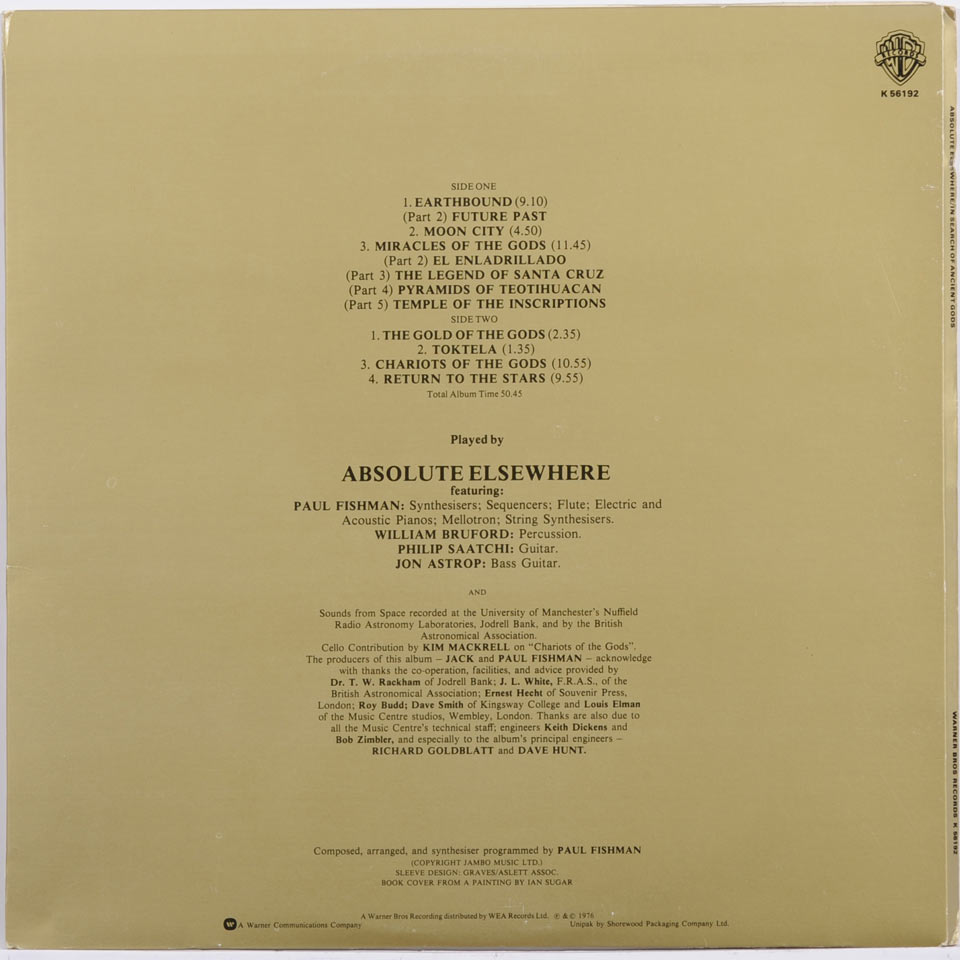 RECORDS
K 56192
SIDE ONE
1. EARTHBOUND (9.10)
(Part 2) FUTURE PAST
2. MOON CITY (4.50)
3. MIRACLES OF THE GODS (11.45)
(Part 2) EL ENLADRILLADO
(Part 3) THE LEGEND OF SANTA CRUZ
(Part 4) PYRAMIDS OF TEOTIHUACAN
(Part 5) TEMPLE OF THE INSCRIPTIONS
SIDE TWO
1. THE GOLD OF THE GODS (2.35)
2. TOKTELA (1.35)
3. CHARIOTS OF THE GODS (10.55)
4. RETURN TO THE STARS (9.55)
Total Album Time 50.45
Played by
ABSOLUTE ELSEWHERE
featuring:
PAUL FISHMAN: Synthesisers; Sequencers; Flute; Electric and
Acoustic Pianos; Mellotron; String Synthesisers.
WILLIAM BRUFORD: Percussion.
PHILIP SAATCHI: Guitar.
JON ASTROP: Bass Guitar.
AND
Sounds from Space recorded at the University of Manchester's Nuffield
Radio Astronomy Laboratories, Jodrell Bank, and by the British
Astronomical Association.
Cello Contribution by KIM MACKRELL on "Chariots of the Gods".
The producers of this album – JACK and PAUL FISHMAN – acknowledge
with thanks the co-operation, facilities, and advice provided by
Dr. T. W. Rackham of Jodrell Bank; J. L. White, F.R.A.S., of the
British Astronomical Association; Ernest Hecht of Souvenir Press,
London; Roy Budd; Dave Smith of Kingsway College and Louis Elman
of the Music Centre studios, Wembley, London. Thanks are also due to
all the Music Centre's technical staff; engineers Keith Dickens and
Bob Zimbler, and especially to the album's principal engineers –
RICHARD GOLDBLATT and DAVE HUNT.
Composed, arranged, and synthesiser programmed by PAUL FISHMAN
(COPYRIGHT JAMBO MUSIC LTD.)
SLEEVE DESIGN: GRAVES/ASLETT ASSOC.
BOOK COVER FROM A PAINTING BY IAN SUGAR
A Warner Bros Recording distributed by WEA Records Ltd. ℗ & © 1976
A Warner Communications Company Unipak by Shorewood Packaging Company Ltd.
ABSOLUTE ELSEWHERE/IN SEARCH OF ANCIENT GODS
WARNER BROS RECORDS K 56192